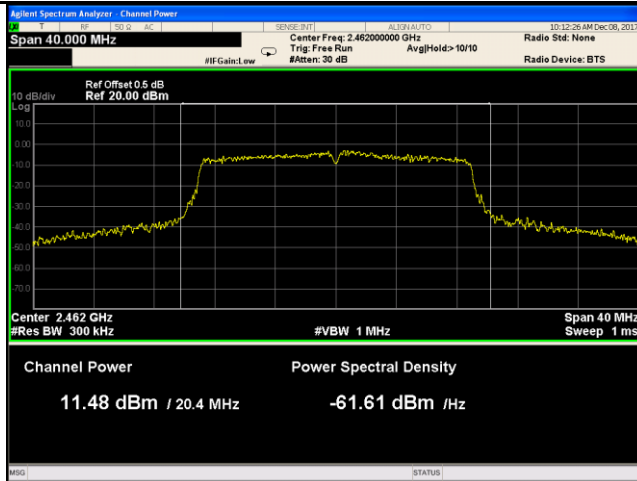 Agilent Spectrum Analyzer - Channel Power
T RF 50 Ω AC SENSE:INT ALIGN AUTO 10:12:26 AM Dec 08, 2017
Span 40.000 MHz Center Freq: 2.462000000 GHz Radio Std: None
Trig: Free Run Avg|Hold:> 10/10
#IFGain:Low #Atten: 30 dB Radio Device: BTS
Ref Offset 0.5 dB
10 dB/div Ref 20.00 dBm
Log
10.0
0.00
-10.0
-20.0
-30.0
-40.0
-50.0
-60.0
-70.0
Center 2.462 GHz Span 40 MHz
#Res BW 300 kHz #VBW 1 MHz Sweep 1 ms
Channel Power Power Spectral Density
11.48 dBm / 20.4 MHz -61.61 dBm /Hz
MSG STATUS